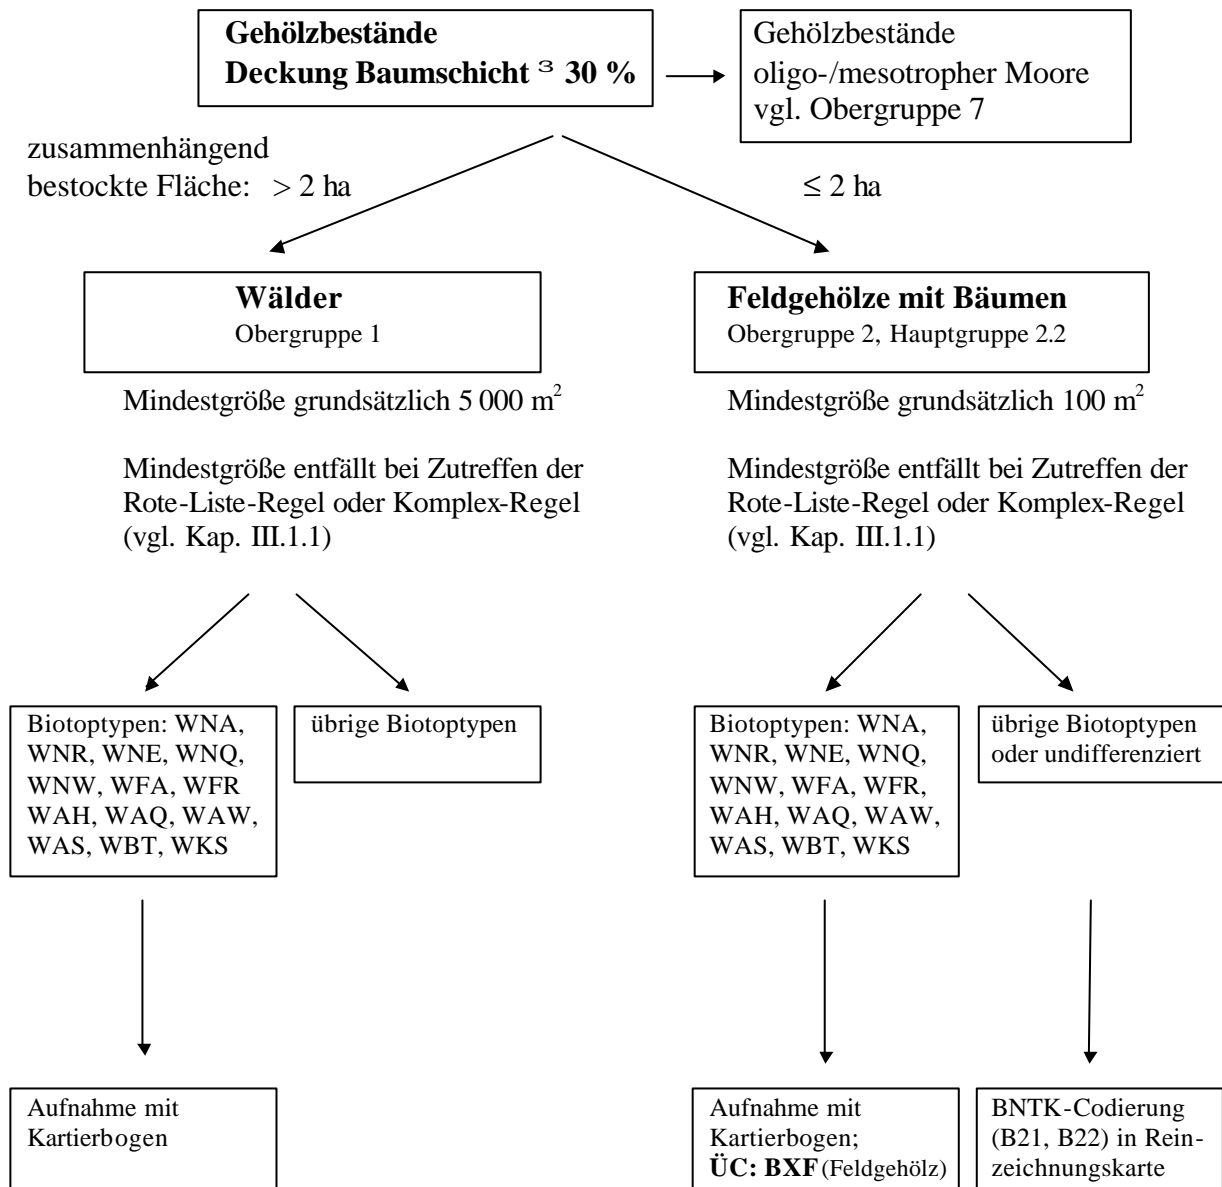 Gehölzbestände
Deckung Baumschicht ³ 30 %
Gehölzbestände
oligo-/mesotropher Moore
vgl. Obergruppe 7
zusammenhängend
bestockte Fläche: > 2 ha
≤ 2 ha
Wälder
Obergruppe 1
Feldgehölze mit Bäumen
Obergruppe 2, Hauptgruppe 2.2
Mindestgröße grundsätzlich 5 000 m²
Mindestgröße entfällt bei Zutreffen der
Rote-Liste-Regel oder Komplex-Regel
(vgl. Kap. III.1.1)
Mindestgröße grundsätzlich 100 m²
Mindestgröße entfällt bei Zutreffen der
Rote-Liste-Regel oder Komplex-Regel
(vgl. Kap. III.1.1)
Biotoptypen: WNA,
WNR, WNE, WNQ,
WNW, WFA, WFR
WAH, WAQ, WAW,
WAS, WBT, WKS
übrige Biotoptypen
Biotoptypen: WNA,
WNR, WNE, WNQ,
WNW, WFA, WFR,
WAH, WAQ, WAW,
WAS, WBT, WKS
übrige Biotoptypen
oder undifferenziert
Aufnahme mit
Kartierbogen
Aufnahme mit
Kartierbogen;
ÜC: BXF (Feldgehölz)
BNTK-Codierung
(B21, B22) in Rein-
zeichnungskarte